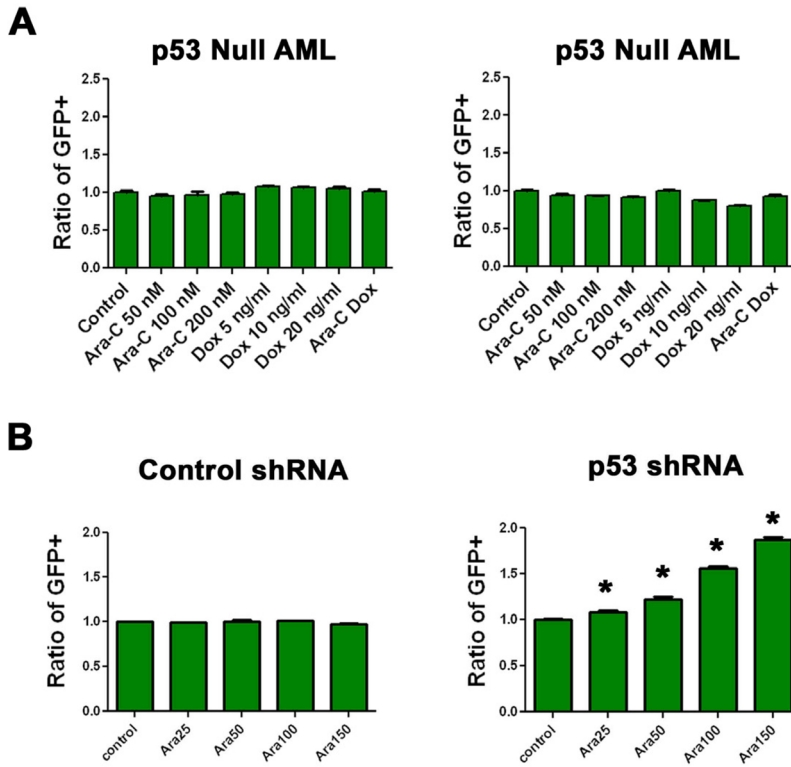 A
p53 Null AML
p53 Null AML
Ratio of GFP+
2.5
2.0
1.5
1.0
0.5
0.0
Control
Ara-C 50 nM
Ara-C 100 nM
Ara-C 200 nM
Dox 5 ng/ml
Dox 10 ng/ml
Dox 20 ng/ml
Ara-C Dox
Ratio of GFP+
2.5
2.0
1.5
1.0
0.5
0.0
Control
Ara-C 50 nM
Ara-C 100 nM
Ara-C 200 nM
Dox 5 ng/ml
Dox 10 ng/ml
Dox 20 ng/ml
Ara-C Dox
B
Control shRNA
p53 shRNA
Ratio of GFP+
2.0
1.5
1.0
0.5
0.0
control
Ara25
Ara50
Ara100
Ara150
Ratio of GFP+
2.0
1.5
1.0
0.5
0.0
*
*
*
*
control
Ara25
Ara50
Ara100
Ara150